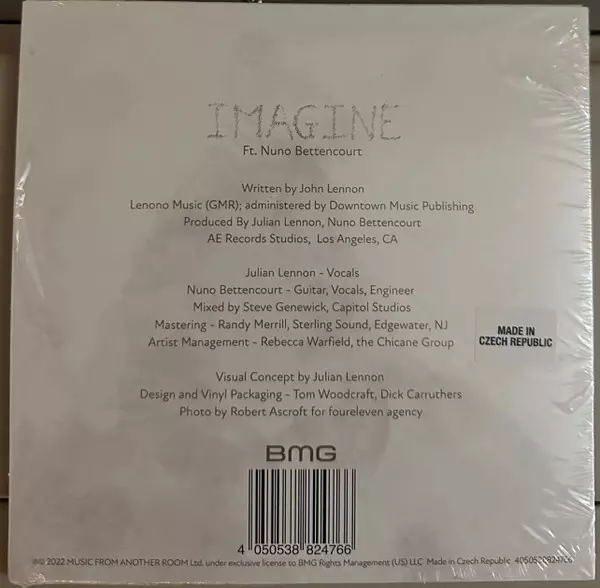 IMAGINE
Ft. Nuno Bettencourt
Written by John Lennon
Lenono Music (GMR); administered by Downtown Music Publishing
Produced By Julian Lennon, Nuno Bettencourt
AE Records Studios, Los Angeles, CA
Julian Lennon - Vocals
Nuno Bettencourt - Guitar, Vocals, Engineer
Mixed by Steve Genewick, Capitol Studios
Mastering - Randy Merrill, Sterling Sound, Edgewater, NJ
Artist Management - Rebecca Warfield, the Chicane Group
MADE IN
CZECH REPUBLIC
Visual Concept by Julian Lennon
Design and Vinyl Packaging - Tom Woodcraft, Dick Carruthers
Photo by Robert Ascroft for foureleven agency
BMG
4 050538 824766
℗© 2022 MUSIC FROM ANOTHER ROOM Ltd. under exclusive license to BMG Rights Management (US) LLC Made in Czech Republic 4050538824766